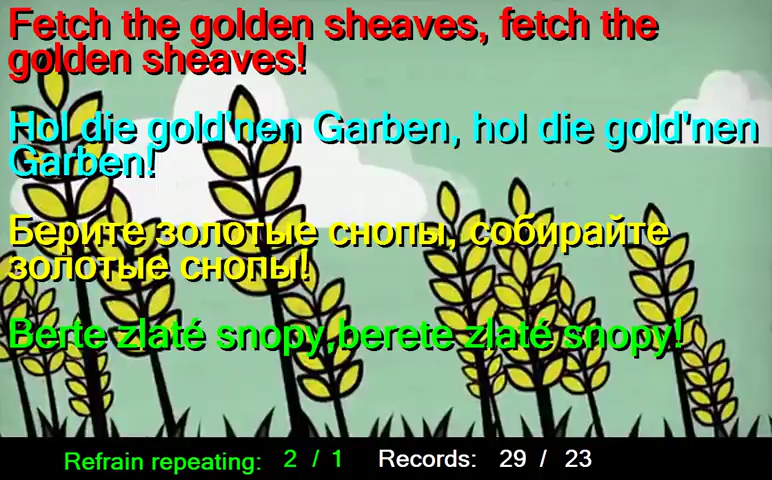 Fetch the golden sheaves, fetch the
golden sheaves!
Hol die gold'nen Garben, hol die gold'nen
Garben!
Берите золотые снопы, собирайте
золотые снопы!
Berte zlaté snopy,berete zlaté snopy!
Refrain repeating: 2 / 1 Records: 29 / 23